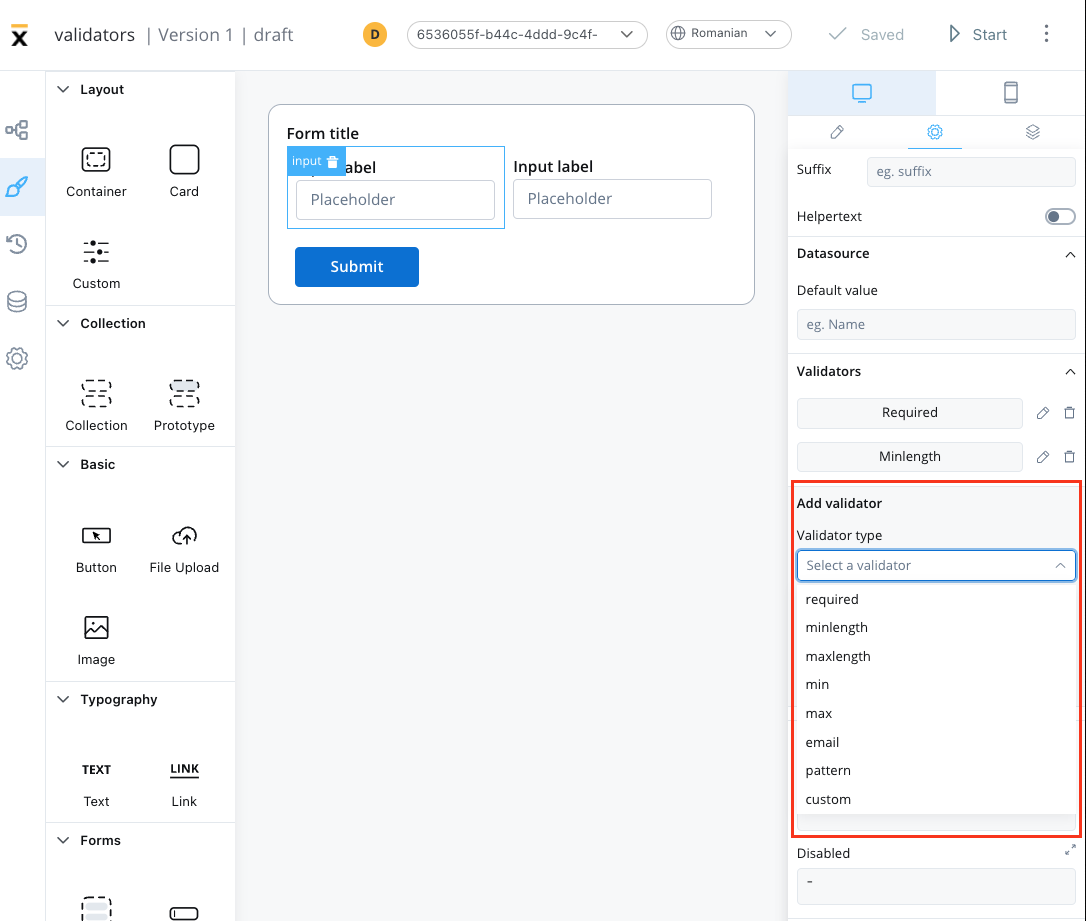 validators | Version 1 | draft
D
6536055f-b44c-4ddd-9c4f-
Romanian
Saved
Start
Layout
Container
Card
Custom
Collection
Collection
Prototype
Basic
Button
File Upload
Image
Typography
TEXT
LINK
Text
Link
Forms
Form title
input
abel
Placeholder
Input label
Placeholder
Submit
Suffix
eg. suffix
Helpertext
Datasource
Default value
eg. Name
Validators
Required
Minlength
Add validator
Validator type
Select a validator
required
minlength
maxlength
min
max
email
pattern
custom
Disabled
-